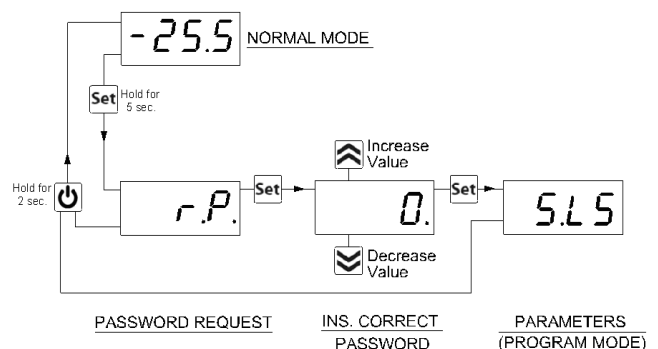 -25.5
NORMAL MODE
Set
Hold for
5 sec.
Hold for
2 sec.
r.P.
Set
Increase
Value
0.
Decrease
Value
Set
S.L S
PASSWORD REQUEST
INS. CORRECT
PASSWORD
PARAMETERS
(PROGRAM MODE)